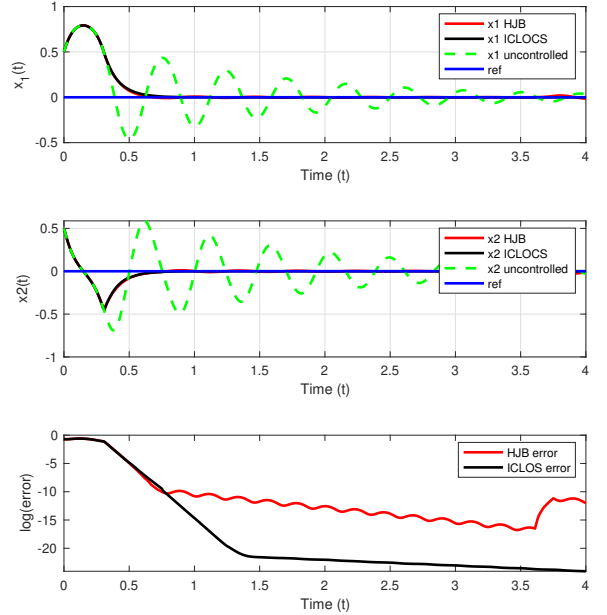 1
0.5
0
-0.5
x1(t)
x1 HJB
x1 ICLOCS
x1 uncontrolled
ref
0 0.5 1 1.5 2 2.5 3 3.5 4
Time (t)
0.5
0
-0.5
-1
x2(t)
x2 HJB
x2 ICLOCS
x2 uncontrolled
ref
0 0.5 1 1.5 2 2.5 3 3.5 4
Time (t)
0
-5
-10
-15
-20
log(error)
HJB error
ICLOS error
0 0.5 1 1.5 2 2.5 3 3.5 4
Time (t)